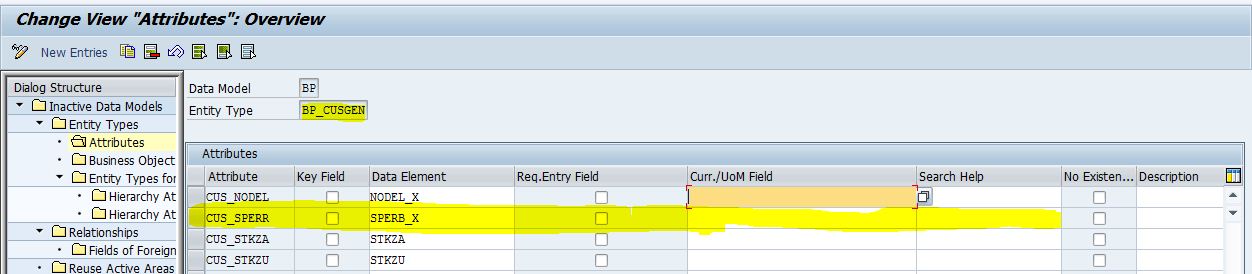 Change View "Attributes": Overview
New Entries
Dialog Structure
Inactive Data Models
Entity Types
Attributes
Business Object
Entity Types for
Hierarchy At
Hierarchy At
Relationships
Fields of Foreign
Reuse Active Areas
Data Model BP
Entity Type BP_CUSGEN
Attributes
Attribute Key Field Data Element Req.Entry Field Curr./UoM Field Search Help No Existen... Description
CUS_NODEL NODEL_X
CUS_SPERR SPERB_X
CUS_STKZA STKZA
CUS_STKZU STKZU